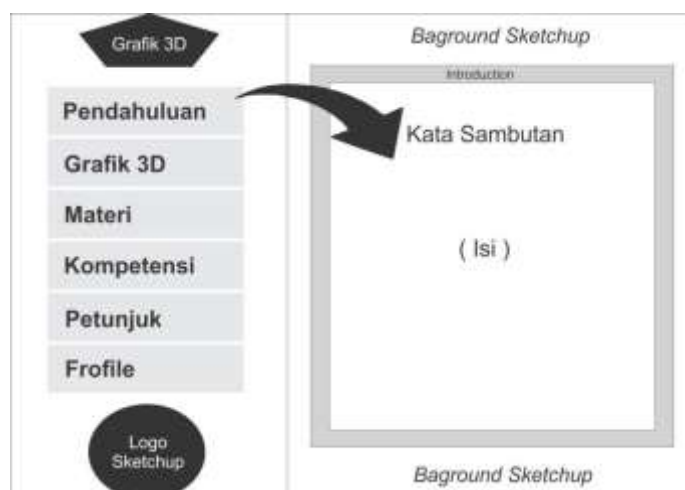 Grafik 3D
Pendahuluan
Grafik 3D
Materi
Kompetensi
Petunjuk
Frofile
Logo
Sketchup
Baground Sketchup
Introduction
Kata Sambutan
( Isi )
Baground Sketchup